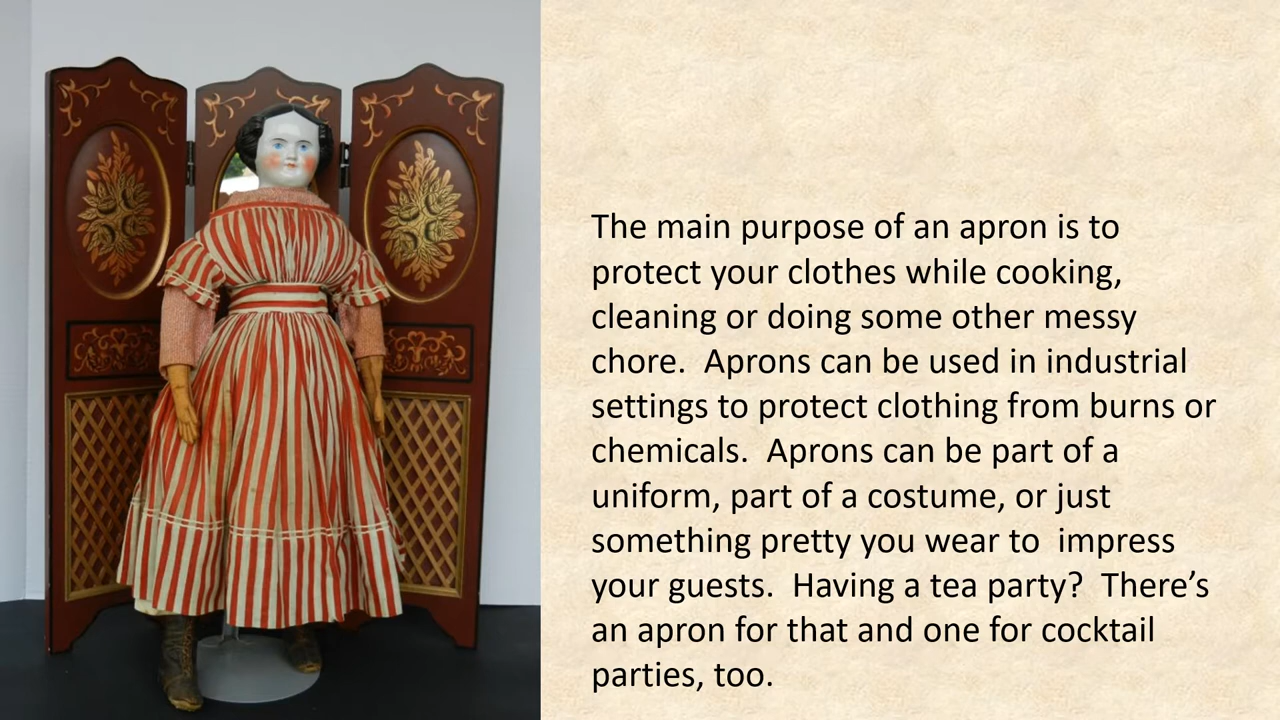 The main purpose of an apron is to
protect your clothes while cooking,
cleaning or doing some other messy
chore.  Aprons can be used in industrial
settings to protect clothing from burns or
chemicals.  Aprons can be part of a
uniform, part of a costume, or just
something pretty you wear to  impress
your guests.  Having a tea party?  There’s
an apron for that and one for cocktail
parties, too.